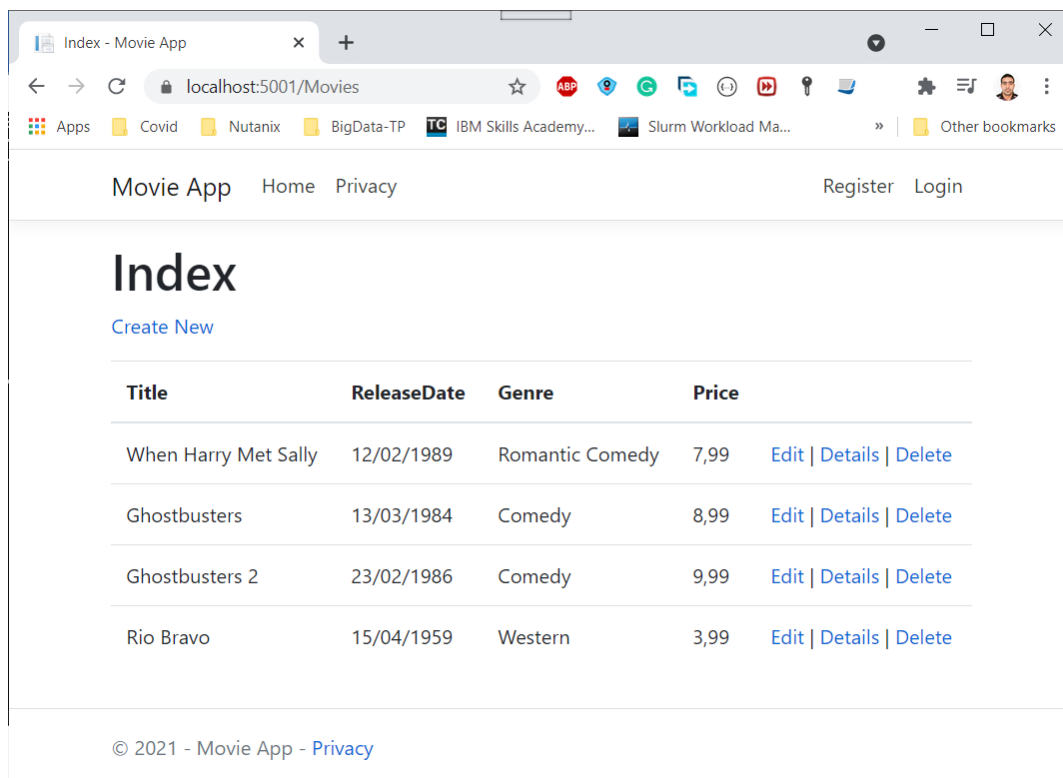 Index - Movie App
localhost:5001/Movies
ABP
Apps Covid Nutanix BigData-TP TC IBM Skills Academy... Slurm Workload Ma... » Other bookmarks
Movie App Home Privacy Register Login
Index
Create New
Title ReleaseDate Genre Price
When Harry Met Sally 12/02/1989 Romantic Comedy 7,99 Edit | Details | Delete
Ghostbusters 13/03/1984 Comedy 8,99 Edit | Details | Delete
Ghostbusters 2 23/02/1986 Comedy 9,99 Edit | Details | Delete
Rio Bravo 15/04/1959 Western 3,99 Edit | Details | Delete
© 2021 - Movie App - Privacy